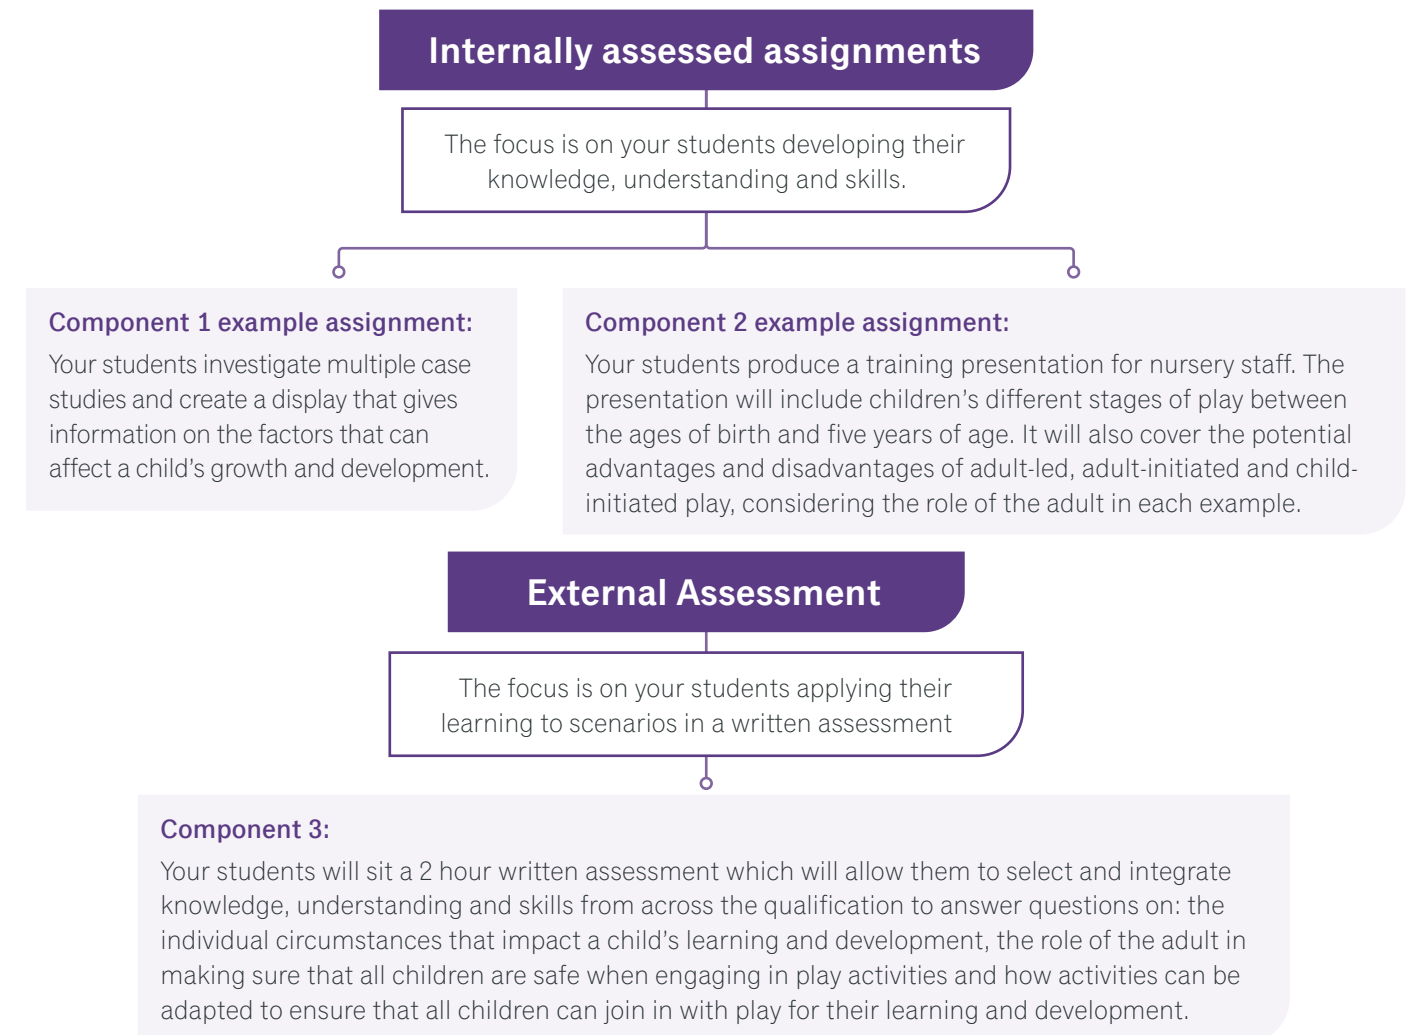 Internally assessed assignments
The focus is on your students developing their
knowledge, understanding and skills.
Component 1 example assignment:
Your students investigate multiple case
studies and create a display that gives
information on the factors that can
affect a child’s growth and development.
Component 2 example assignment:
Your students produce a training presentation for nursery staff. The
presentation will include children’s different stages of play between
the ages of birth and five years of age. It will also cover the potential
advantages and disadvantages of adult-led, adult-initiated and child-
initiated play, considering the role of the adult in each example.
External Assessment
The focus is on your students applying their
learning to scenarios in a written assessment
Component 3:
Your students will sit a 2 hour written assessment which will allow them to select and integrate
knowledge, understanding and skills from across the qualification to answer questions on: the
individual circumstances that impact a child’s learning and development, the role of the adult in
making sure that all children are safe when engaging in play activities and how activities can be
adapted to ensure that all children can join in with play for their learning and development.